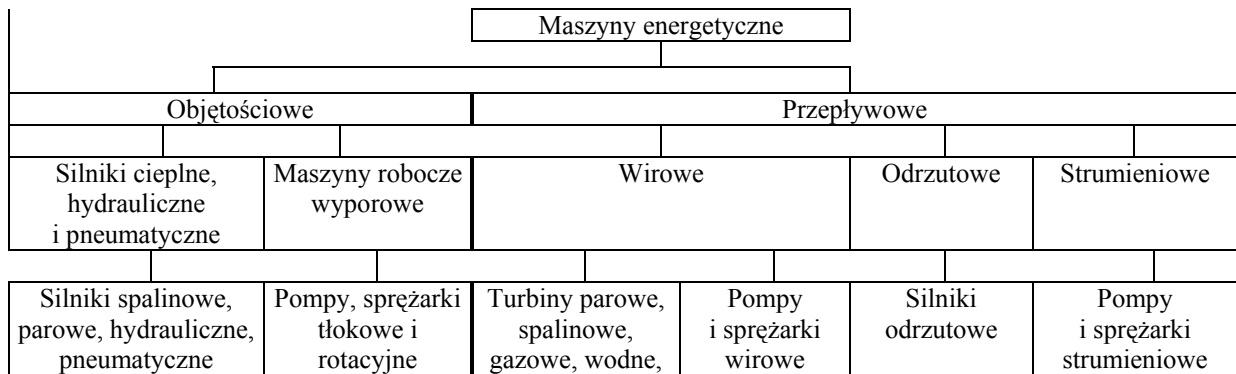 Maszyny energetyczne
Objętościowe
Przepływowe
Silniki cieplne,
hydrauliczne
i pneumatyczne
Maszyny robocze
wyporowe
Wirowe
Odrzutowe
Strumieniowe
Silniki spalinowe,
parowe, hydrauliczne,
pneumatyczne
Pompy, sprężarki
tłokowe i
rotacyjne
Turbiny parowe,
spalinowe,
gazowe, wodne,
Pompy
i sprężarki
wirowe
Silniki
odrzutowe
Pompy
i sprężarki
strumieniowe